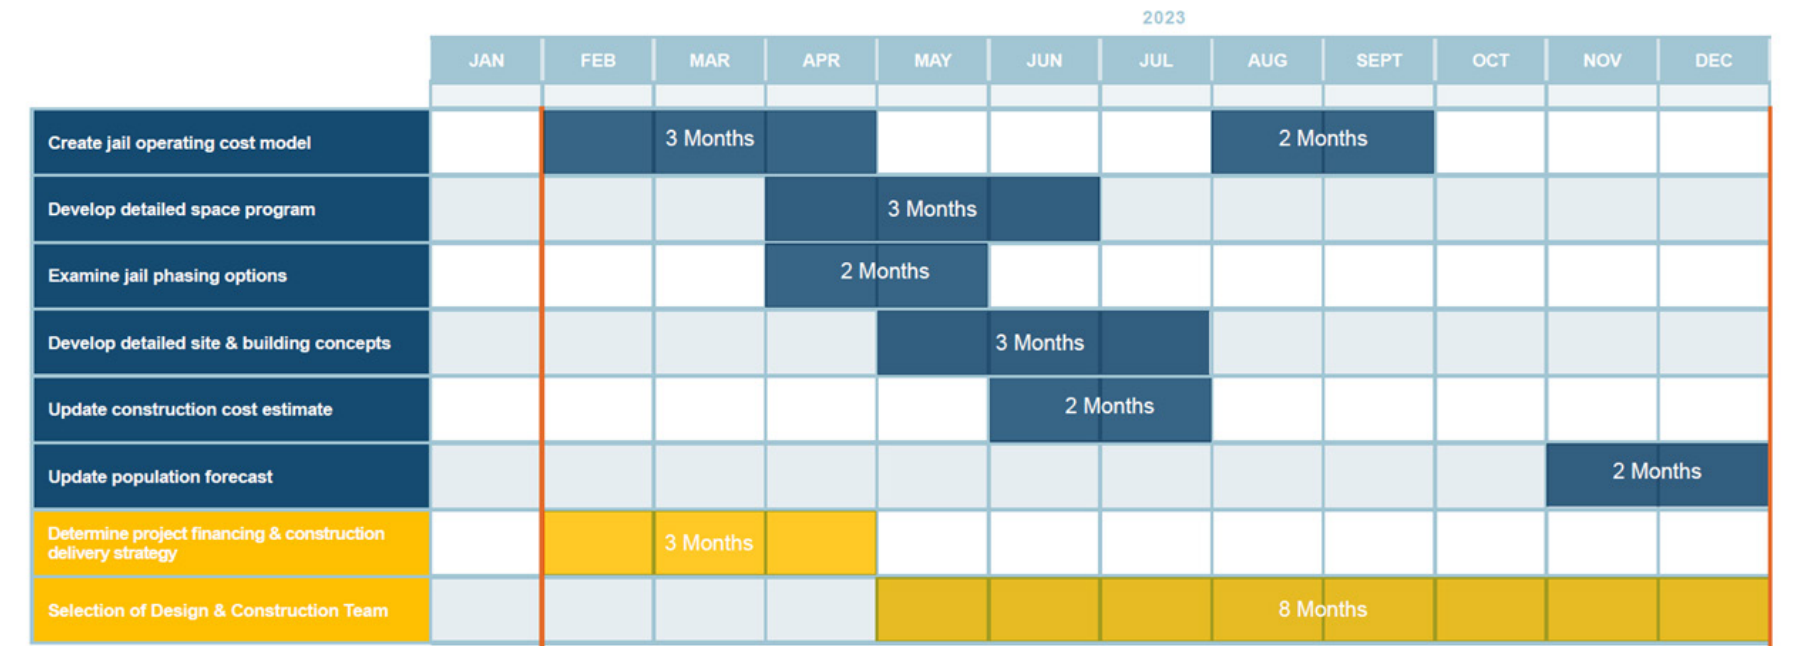 2023
JAN FEB MAR APR MAY JUN JUL AUG SEPT OCT NOV DEC
Create jail operating cost model 3 Months 2 Months
Develop detailed space program 3 Months
Examine jail phasing options 2 Months
Develop detailed site & building concepts 3 Months
Update construction cost estimate 2 Months
Update population forecast 2 Months
Determine project financing & construction
delivery strategy 3 Months
Selection of Design & Construction Team 8 Months